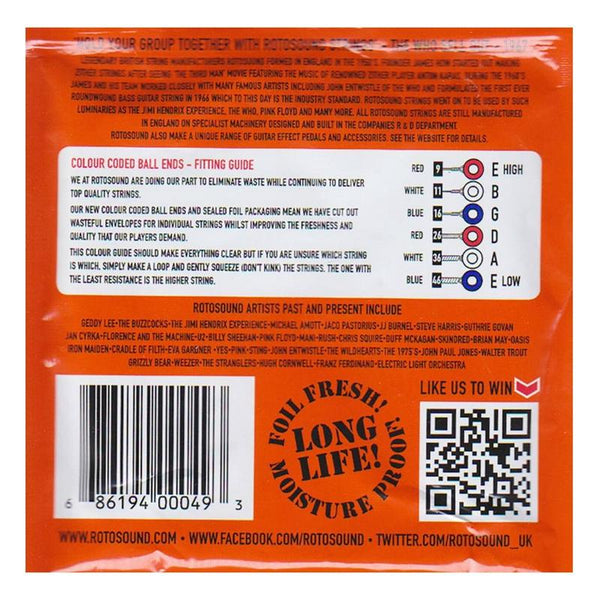 "HOLD YOUR GROUP TOGETHER WITH ROTOSOUND STRINGS" - THE WHO SELL OUT - 1967
LEGENDARY BRITISH STRING MANUFACTURERS ROTOSOUND FORMED IN ENGLAND IN THE 1950'S FOUNDER JAMES HOW STARTED OUT MAKING
ZITHER STRINGS AFTER SEEING 'THE THIRD MAN' MOVIE FEATURING THE MUSIC OF RENOWNED ZITHER PLAYER ANTON KARAS. DURING THE 1960'S
JAMES AND HIS TEAM WORKED CLOSELY WITH MANY FAMOUS ARTISTS INCLUDING JOHN ENTWISTLE OF THE WHO AND FORMULATED THE FIRST EVER
ROUNDWOUND BASS GUITAR STRING IN 1966 WHICH TO THIS DAY IS THE INDUSTRY STANDARD. ROTOSOUND STRINGS WENT ON TO BE USED BY SUCH
LUMINARIES AS THE JIMI HENDRIX EXPERIENCE, THE WHO, PINK FLOYD AND MANY MORE. ALL ROTOSOUND STRINGS ARE STILL MANUFACTURED
IN ENGLAND ON SPECIALIST MACHINERY DESIGNED AND BUILT IN THE COMPANIES R & D DEPARTMENT.
ROTOSOUND ALSO MAKE A UNIQUE RANGE OF GUITAR EFFECT PEDALS AND ACCESSORIES. SEE THE WEBSITE FOR DETAILS.
COLOUR CODED BALL ENDS - FITTING GUIDE
WE AT ROTOSOUND ARE DOING OUR PART TO ELIMINATE WASTE WHILE CONTINUING TO DELIVER
TOP QUALITY STRINGS.
OUR NEW COLOUR CODED BALL ENDS AND SEALED FOIL PACKAGING MEAN WE HAVE CUT OUT
WASTEFUL ENVELOPES FOR INDIVIDUAL STRINGS WHILST IMPROVING THE FRESHNESS AND
QUALITY THAT OUR PLAYERS DEMAND.
THIS COLOUR GUIDE SHOULD MAKE EVERYTHING CLEAR BUT IF YOU ARE UNSURE WHICH STRING
IS WHICH, SIMPLY MAKE A LOOP AND GENTLY SQUEEZE (DON'T KINK) THE STRINGS. THE ONE WITH
THE LEAST RESISTANCE IS THE HIGHER STRING.
RED 9 E HIGH
WHITE 11 B
BLUE 16 G
RED 26 D
WHITE 36 A
BLUE 46 E LOW
ROTOSOUND ARTISTS PAST AND PRESENT INCLUDE
GEDDY LEE-THE BUZZCOCKS-THE JIMI HENDRIX EXPERIENCE-MICHAEL AMOTT-JACO PASTORIUS-JJ BURNEL-STEVE HARRIS-GUTHRIE GOVAN
JAN CYRKA-FLORENCE AND THE MACHINE-U2-BILLY SHEEHAN-PINK FLOYD-MANI-RUSH-CHRIS SQUIRE-DUFF MCKAGAN-SKINDRED-BRIAN MAY-OASIS
IRON MAIDEN-CRADLE OF FILTH-EVA GARDNER-YES-PINK-STING-JOHN ENTWISTLE-THE WILDHEARTS-THE 1975'S-JOHN PAUL JONES-WALTER TROUT
GRIZZLY BEAR-WEEZER-THE STRANGLERS-HUGH CORNWELL-FRANZ FERDINAND-ELECTRIC LIGHT ORCHESTRA
LIKE US TO WIN
FOIL FRESH!
LONG
LIFE!
MOISTURE PROOF!
6 86194 00049 3
WWW.ROTOSOUND.COM • WWW.FACEBOOK.COM/ROTOSOUND • TWITTER.COM/ROTOSOUND_UK